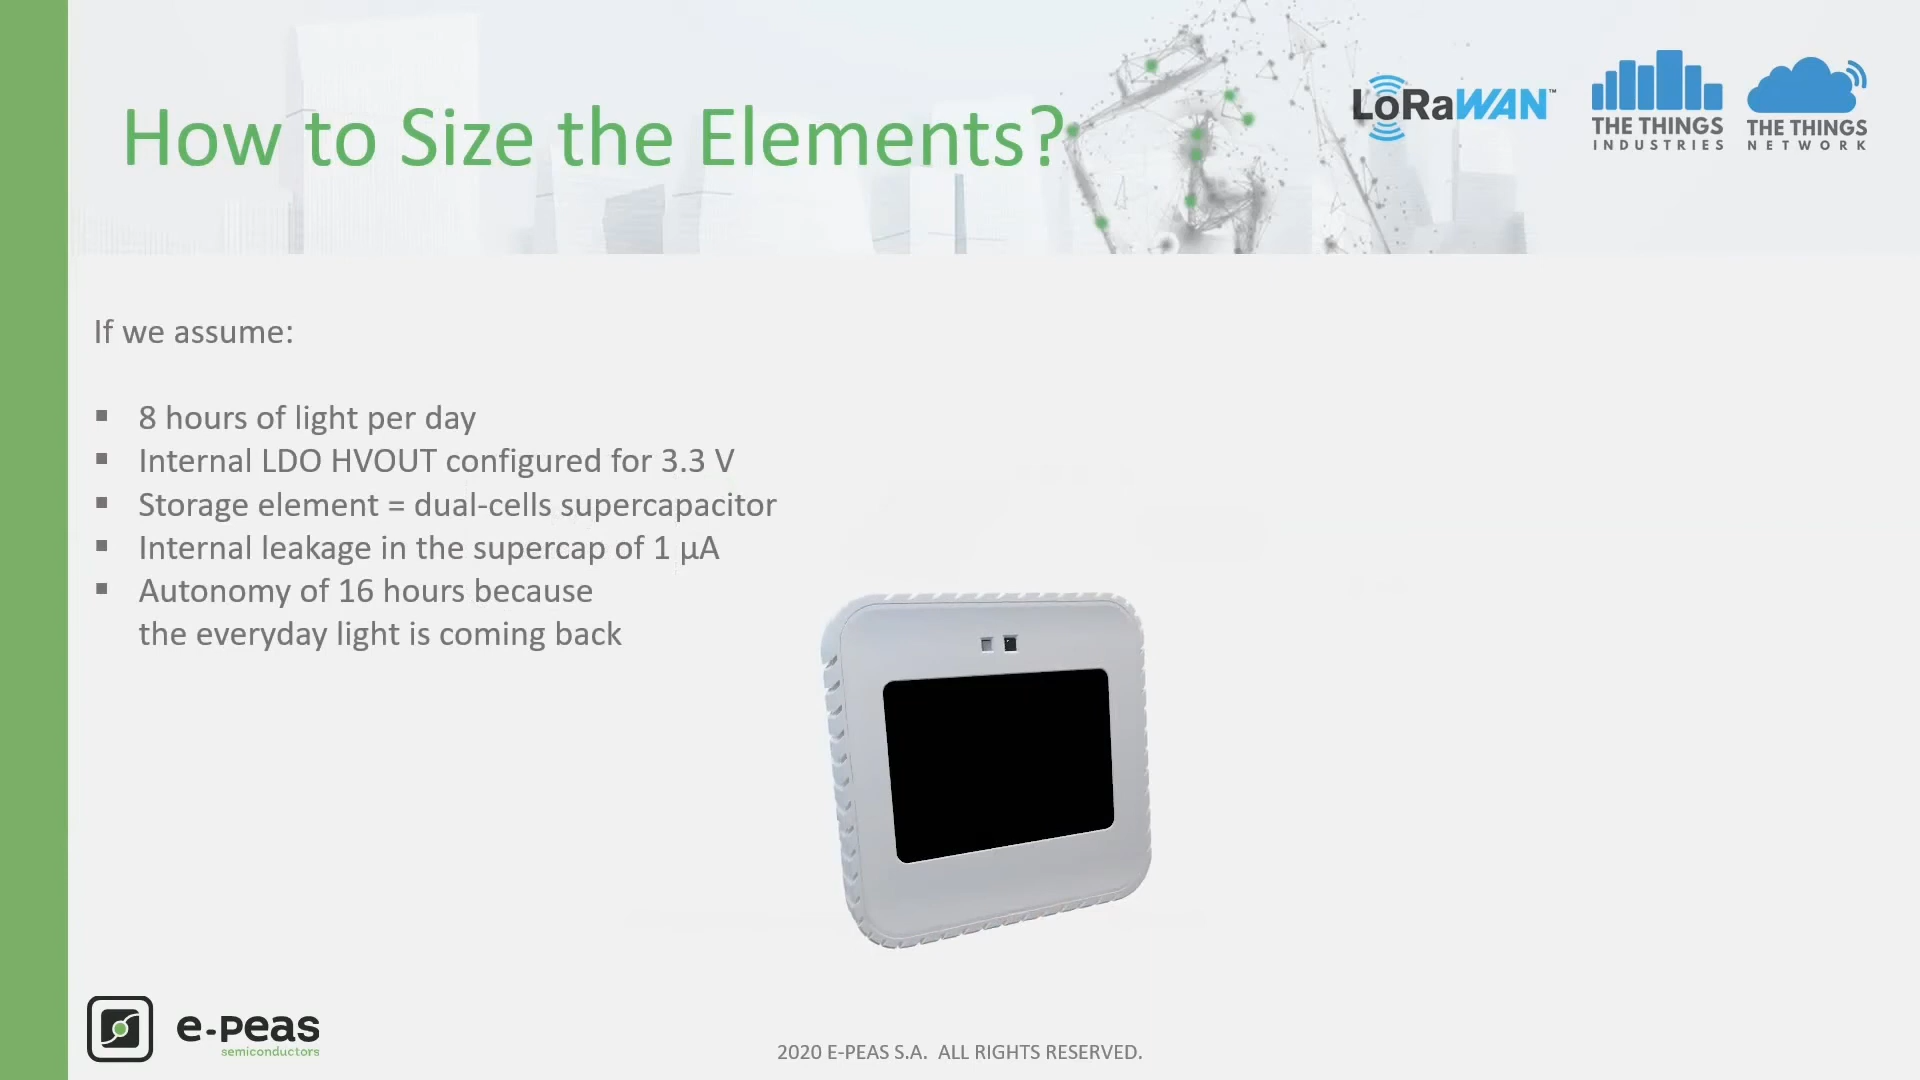 How to Size the Elements?
LoRaWAN™
THE THINGS
INDUSTRIES
THE THINGS
NETWORK
If we assume:
▪ 8 hours of light per day
▪ Internal LDO HVOUT configured for 3.3 V
▪ Storage element = dual-cells supercapacitor
▪ Internal leakage in the supercap of 1 µA
▪ Autonomy of 16 hours because
the everyday light is coming back
e-peas
semiconductors
2020 E-PEAS S.A. ALL RIGHTS RESERVED.